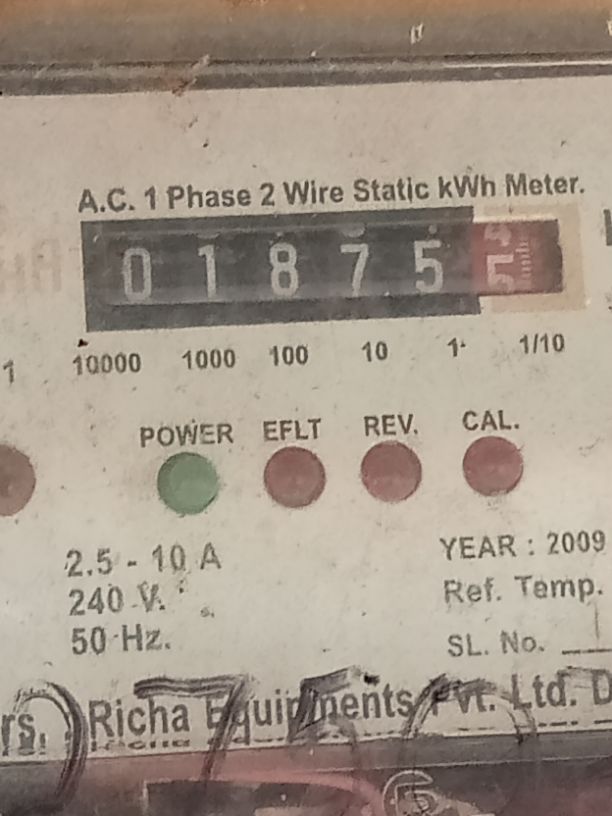 A.C. 1 Phase 2 Wire Static kWh Meter.
0 1 8 7 5
1 10000 1000 100 10 1 1/10
POWER EFLT REV. CAL.
2.5 - 10 A
240 V.
50 Hz.
YEAR : 2009
Ref. Temp.
SL. No.
rs. Richa Equipments Pvt. Ltd. D